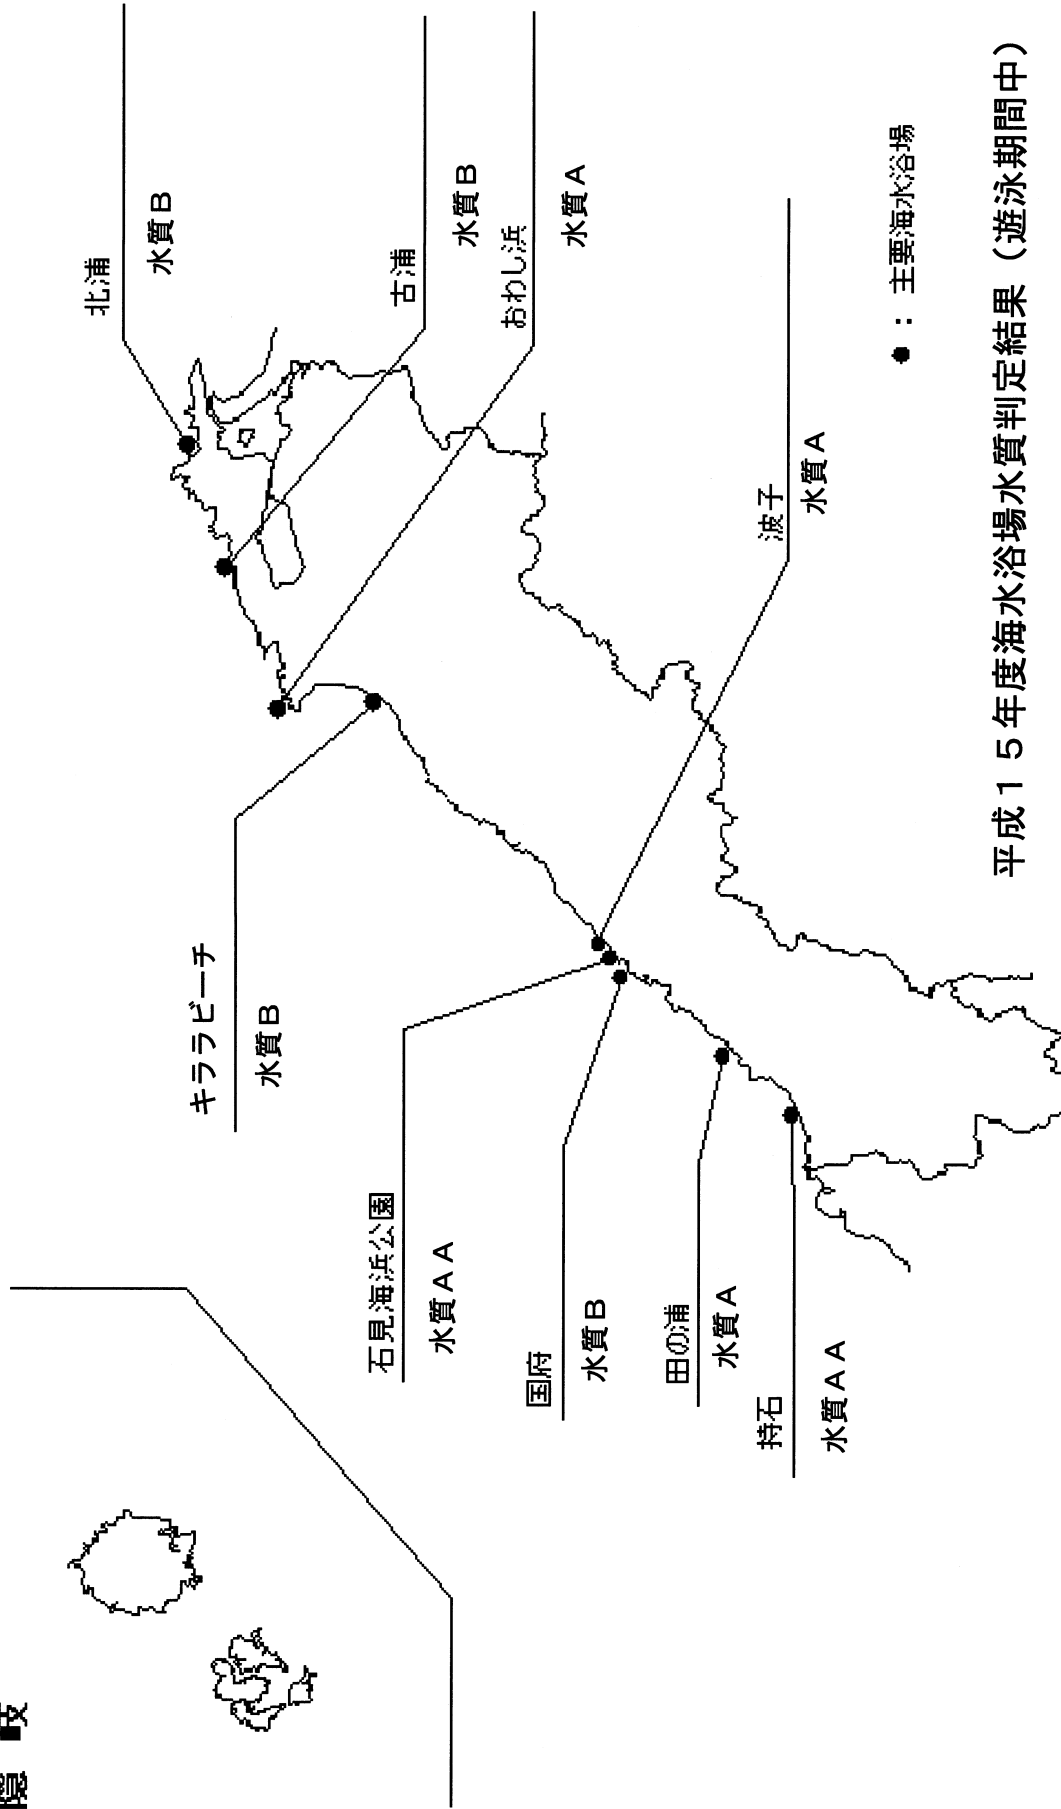 隠 岐
北浦
水質B
古浦
水質B
おわし浜
水質A
キララビーチ
水質B
波子
水質A
石見海浜公園
水質AA
国府
水質B
田の浦
水質A
持石
水質AA
●：主要海水浴場
平成15年度海水浴場水質判定結果（遊泳期間中）